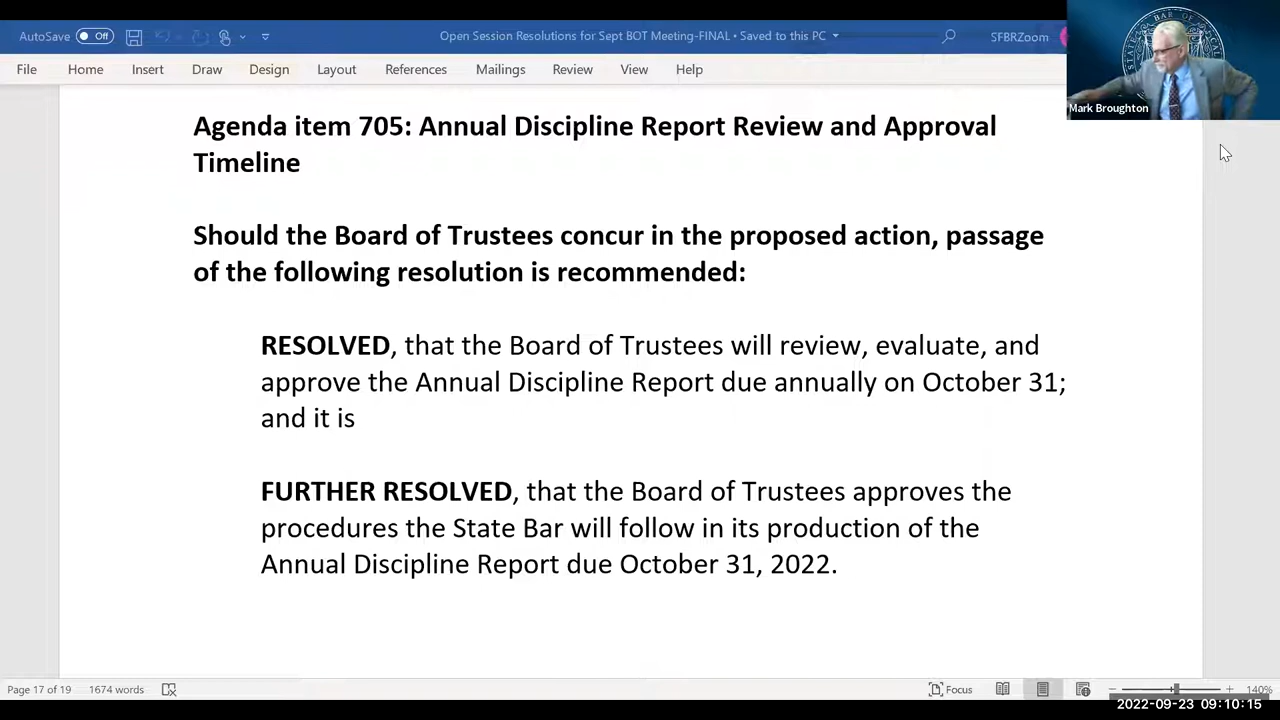 AutoSave Off
Open Session Resolutions for Sept BOT Meeting-FINAL • Saved to this PC
SFBRZoom
File Home Insert Draw Design Layout References Mailings Review View Help
Mark Broughton
Agenda item 705: Annual Discipline Report Review and Approval
Timeline
Should the Board of Trustees concur in the proposed action, passage
of the following resolution is recommended:
RESOLVED, that the Board of Trustees will review, evaluate, and
approve the Annual Discipline Report due annually on October 31;
and it is
FURTHER RESOLVED, that the Board of Trustees approves the
procedures the State Bar will follow in its production of the
Annual Discipline Report due October 31, 2022.
Page 17 of 19 1674 words
Focus
140%
2022-09-23 09:10:15